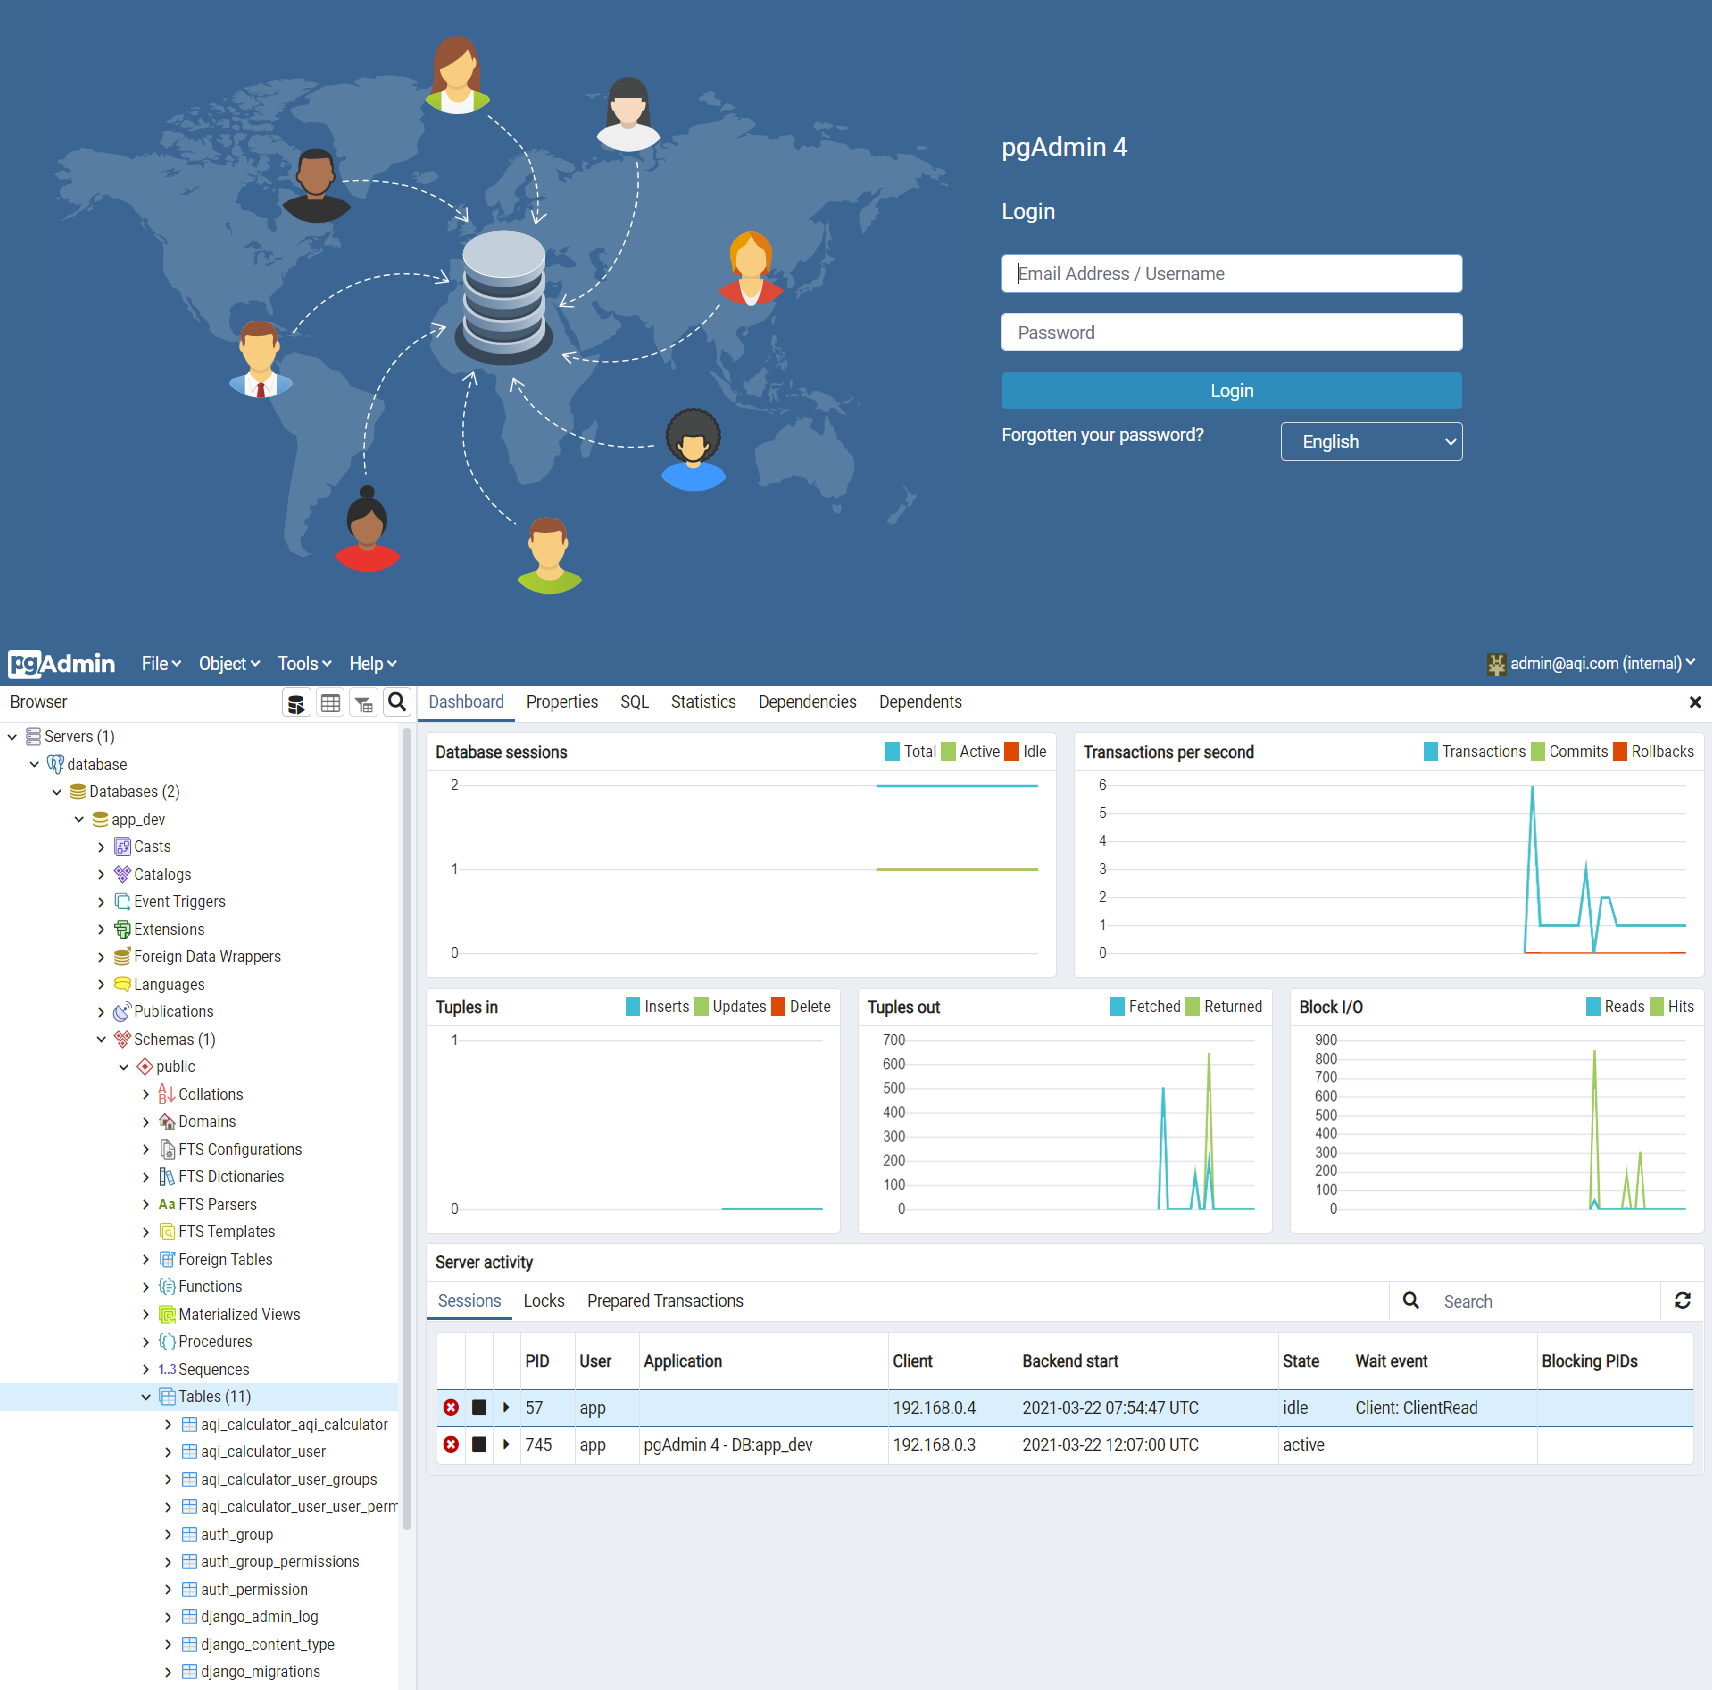 pgAdmin 4
Login
Email Address / Username
Password
Login
Forgotten your password?
English
pgAdmin File Object Tools Help admin@aqi.com (internal)
Browser
Servers (1)
database
Databases (2)
app_dev
Casts
Catalogs
Event Triggers
Extensions
Foreign Data Wrappers
Languages
Publications
Schemas (1)
public
Collations
Domains
FTS Configurations
FTS Dictionaries
Aa FTS Parsers
FTS Templates
Foreign Tables
Functions
Materialized Views
Procedures
1..3 Sequences
Tables (11)
aqi_calculator_aqi_calculator
aqi_calculator_user
aqi_calculator_user_groups
aqi_calculator_user_user_perm
auth_group
auth_group_permissions
auth_permission
django_admin_log
django_content_type
django_migrations
Dashboard Properties SQL Statistics Dependencies Dependents
Database sessions Total Active Idle
2
1
0
Transactions per second Transactions Commits Rollbacks
6
5
4
3
2
1
0
Tuples in Inserts Updates Delete
1
0
Tuples out Fetched Returned
700
600
500
400
300
200
100
0
Block I/O Reads Hits
900
800
700
600
500
400
300
200
100
0
Server activity
Sessions Locks Prepared Transactions Search
PID User Application Client Backend start State Wait event Blocking PIDs
57 app 192.168.0.4 2021-03-22 07:54:47 UTC idle Client: ClientRead
745 app pgAdmin 4 - DB:app_dev 192.168.0.3 2021-03-22 12:07:00 UTC active